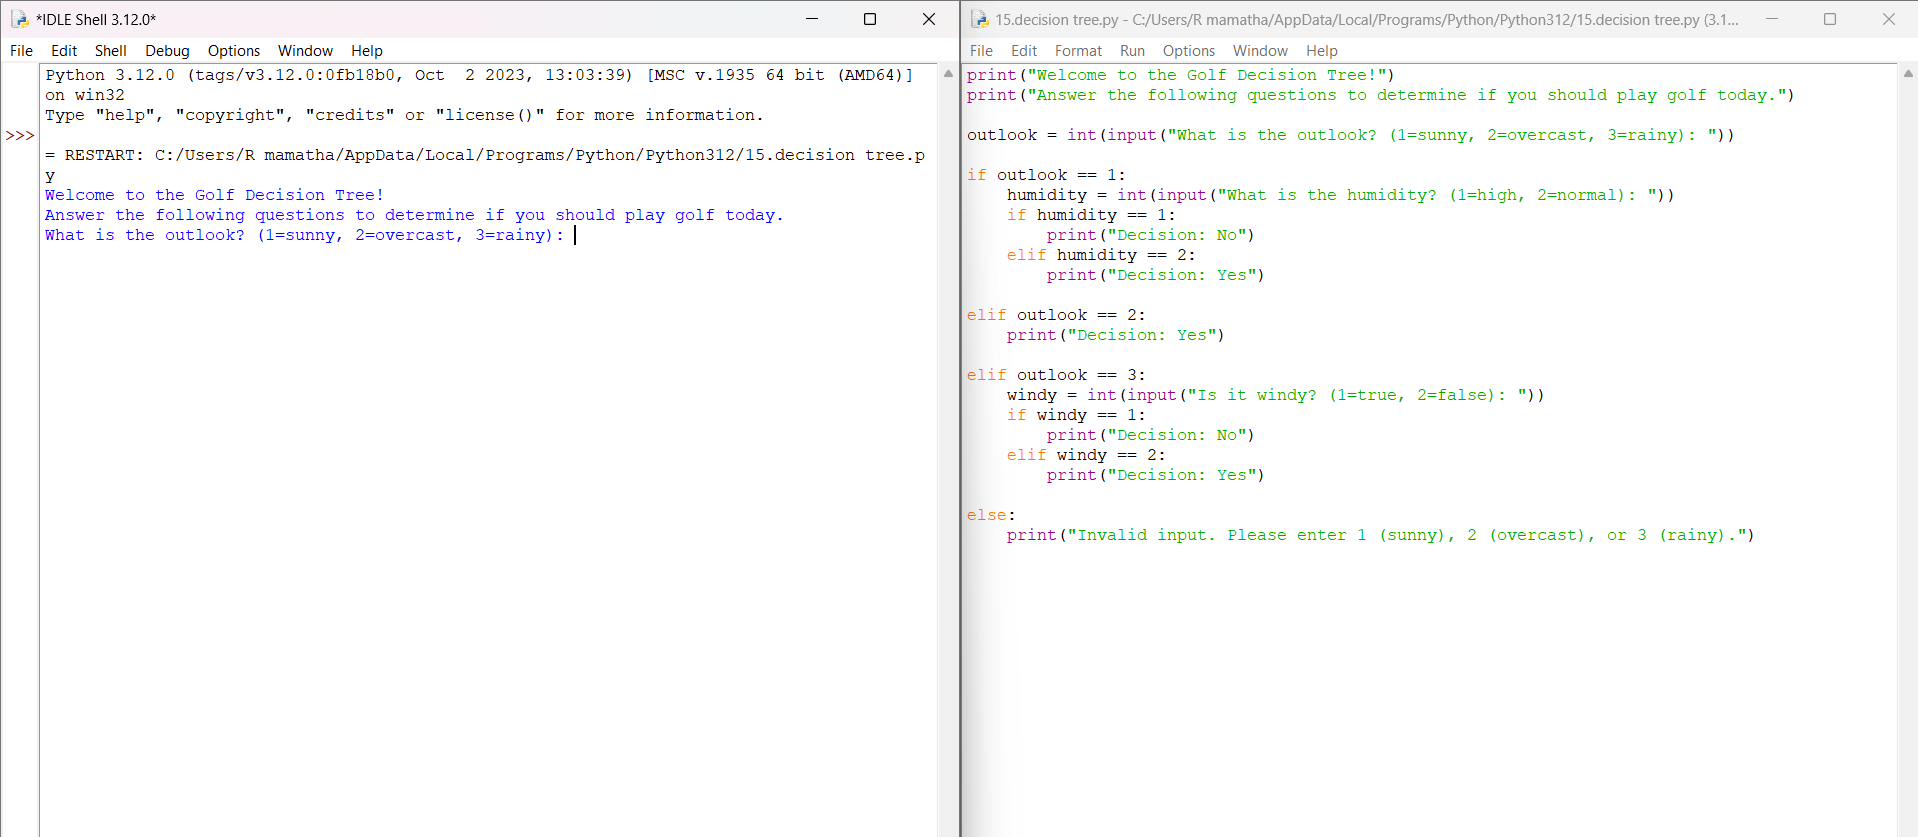 *IDLE Shell 3.12.0*
File Edit Shell Debug Options Window Help
Python 3.12.0 (tags/v3.12.0:0fb18b0, Oct  2 2023, 13:03:39) [MSC v.1935 64 bit (AMD64)]
on win32
Type "help", "copyright", "credits" or "license()" for more information.
>>>
= RESTART: C:/Users/R mamatha/AppData/Local/Programs/Python/Python312/15.decision tree.p
y
Welcome to the Golf Decision Tree!
Answer the following questions to determine if you should play golf today.
What is the outlook? (1=sunny, 2=overcast, 3=rainy):
15.decision tree.py - C:/Users/R mamatha/AppData/Local/Programs/Python/Python312/15.decision tree.py (3.1...
File Edit Format Run Options Window Help
print("Welcome to the Golf Decision Tree!")
print("Answer the following questions to determine if you should play golf today.")
outlook = int(input("What is the outlook? (1=sunny, 2=overcast, 3=rainy): "))
if outlook == 1:
    humidity = int(input("What is the humidity? (1=high, 2=normal): "))
    if humidity == 1:
        print("Decision: No")
    elif humidity == 2:
        print("Decision: Yes")
elif outlook == 2:
    print("Decision: Yes")
elif outlook == 3:
    windy = int(input("Is it windy? (1=true, 2=false): "))
    if windy == 1:
        print("Decision: No")
    elif windy == 2:
        print("Decision: Yes")
else:
    print("Invalid input. Please enter 1 (sunny), 2 (overcast), or 3 (rainy).")